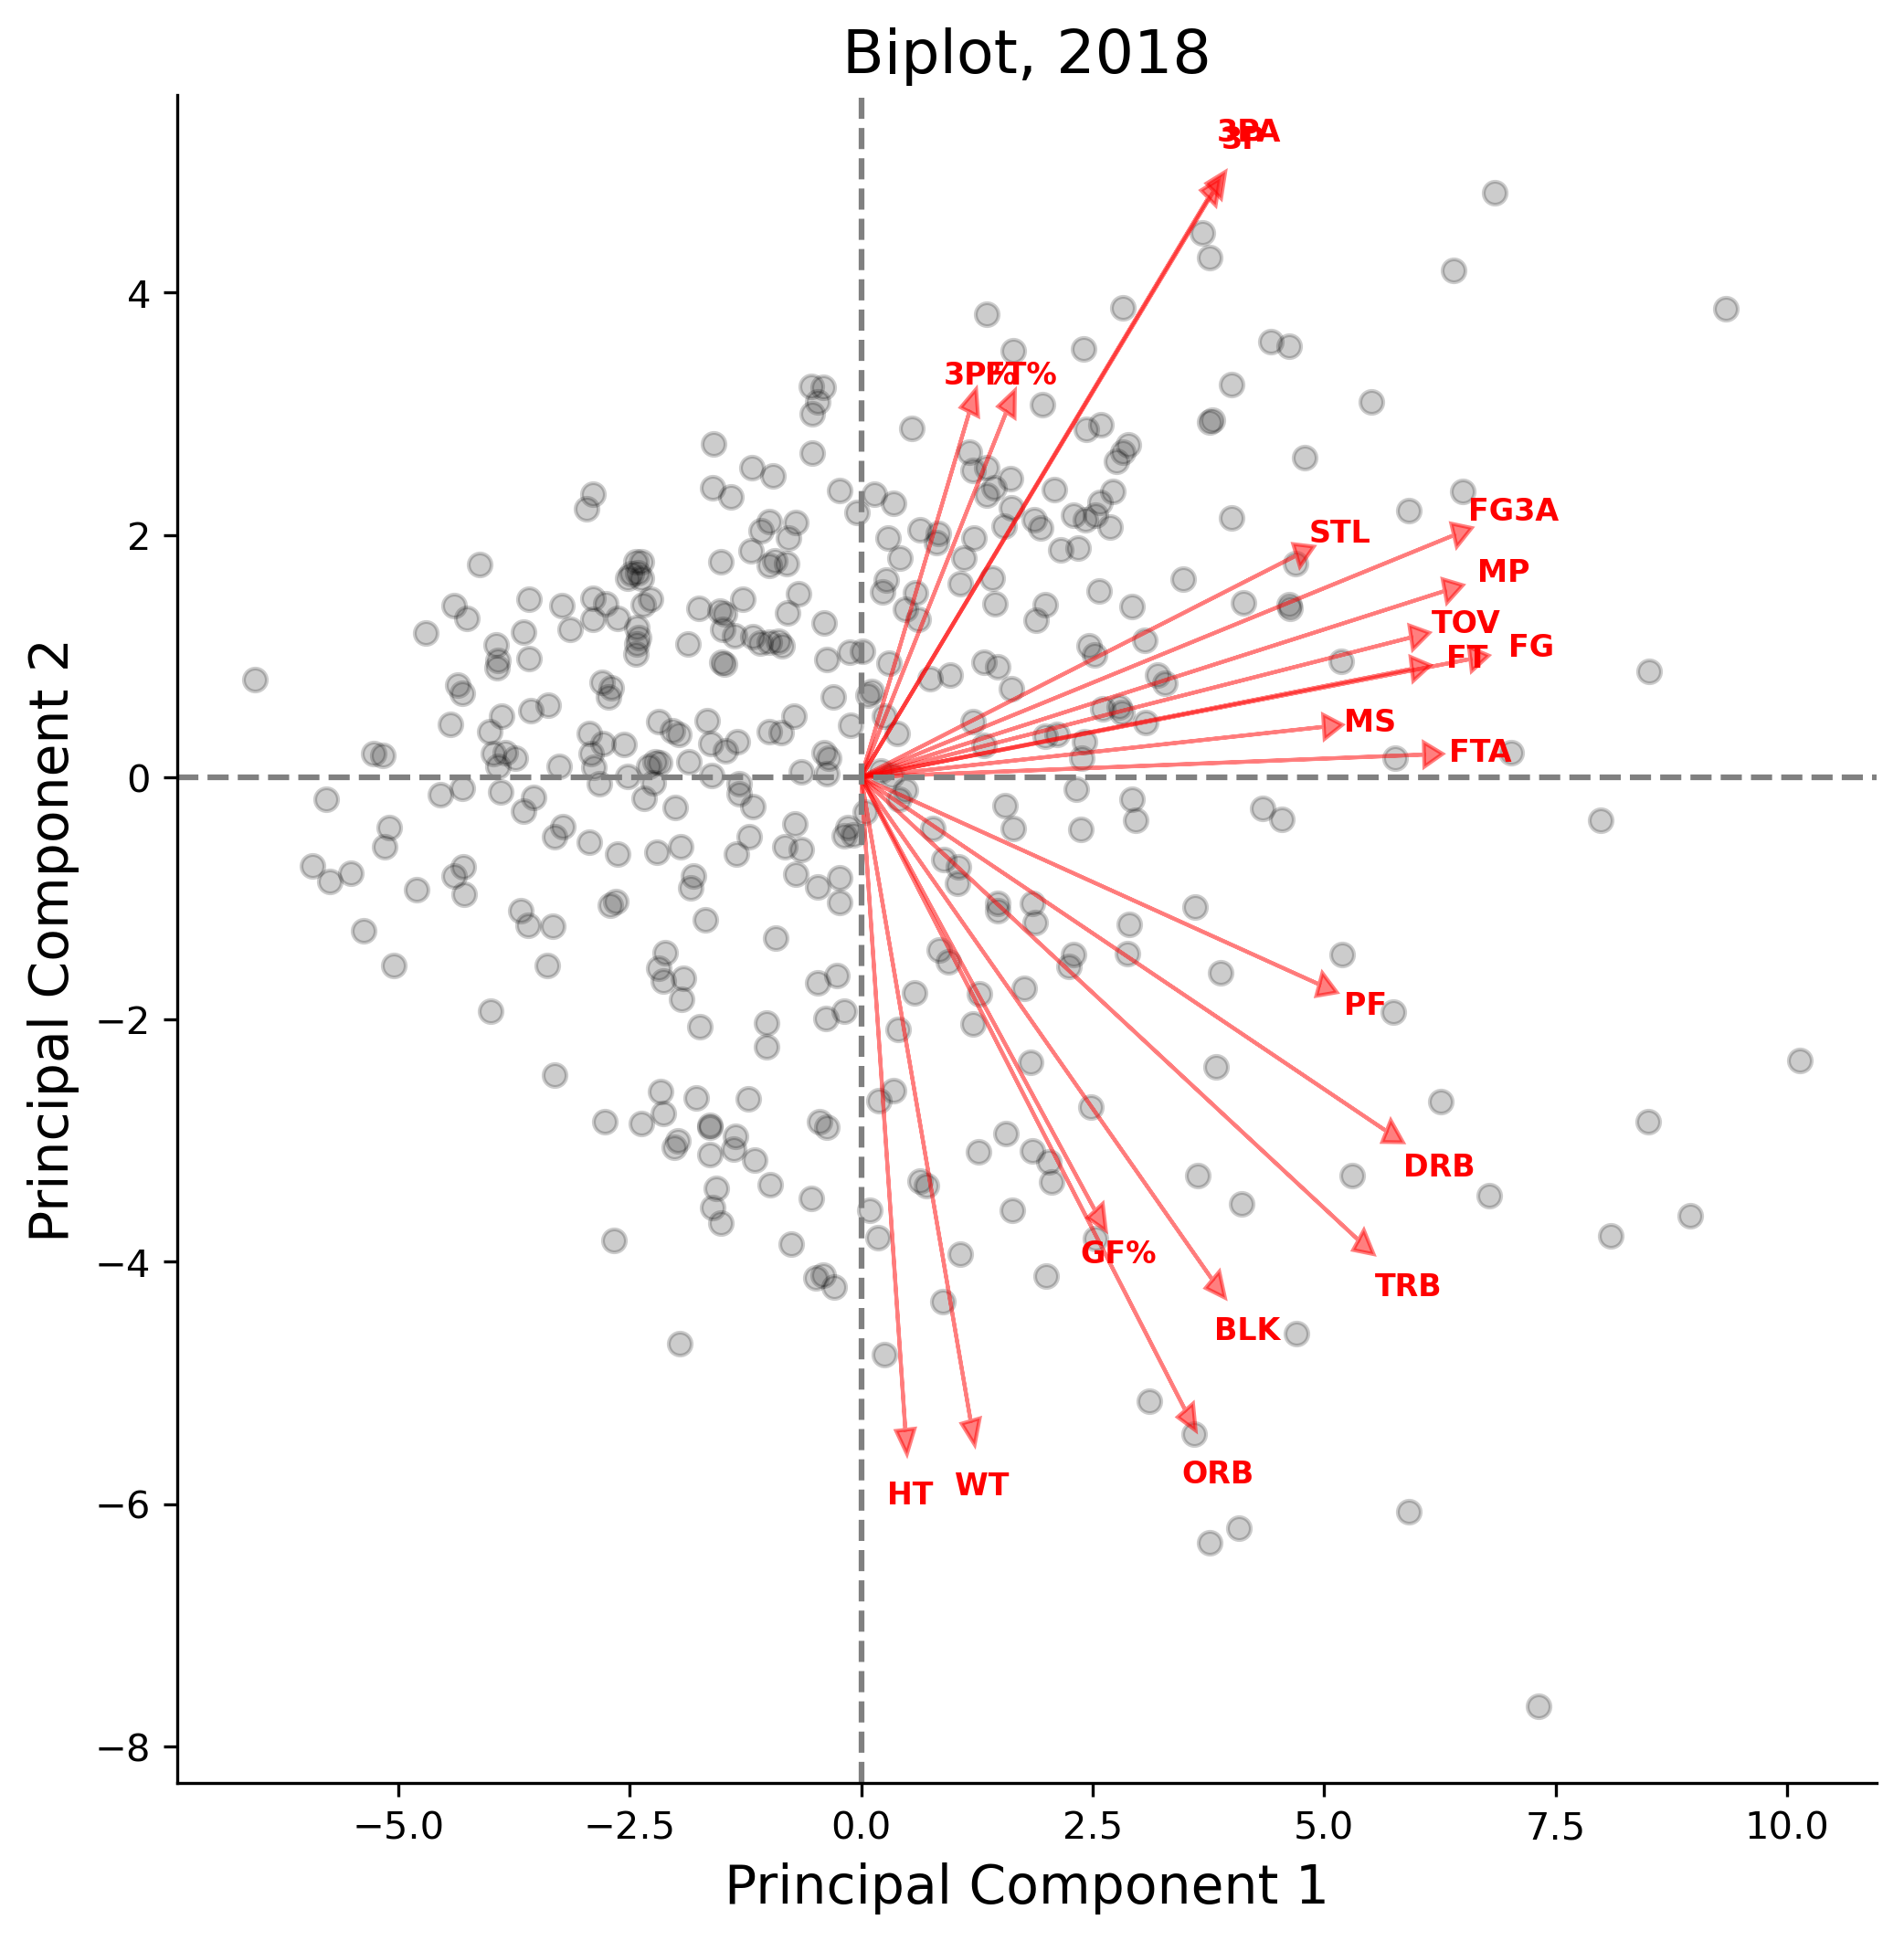 Biplot, 2018
3PA
3P
3P%
FT%
FG3A
STL
MP
TOV
FG
FT
MS
FTA
PF
DRB
GF%
TRB
BLK
ORB
WT
HT
4
2
0
−2
−4
−6
−8
Principal Component 2
−5.0 −2.5 0.0 2.5 5.0 7.5 10.0
Principal Component 1